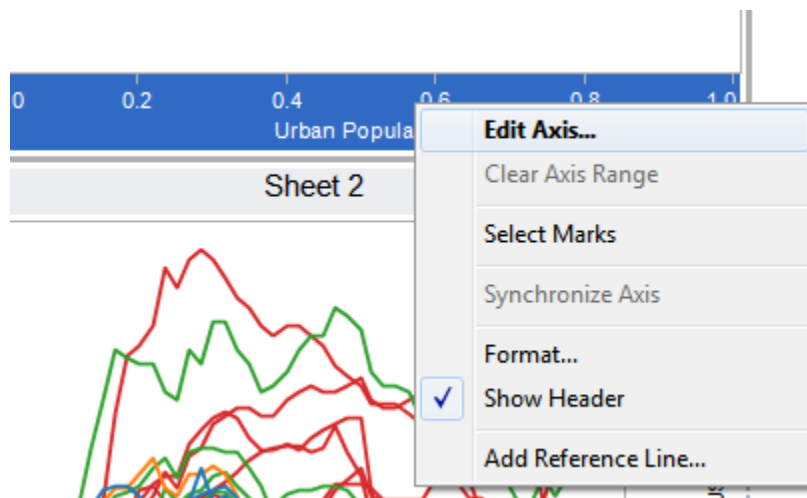 0 0.2 0.4 0.6 0.8 1.0
Urban Popula
Edit Axis...
Clear Axis Range
Sheet 2
Select Marks
Synchronize Axis
Format...
Show Header
Add Reference Line...